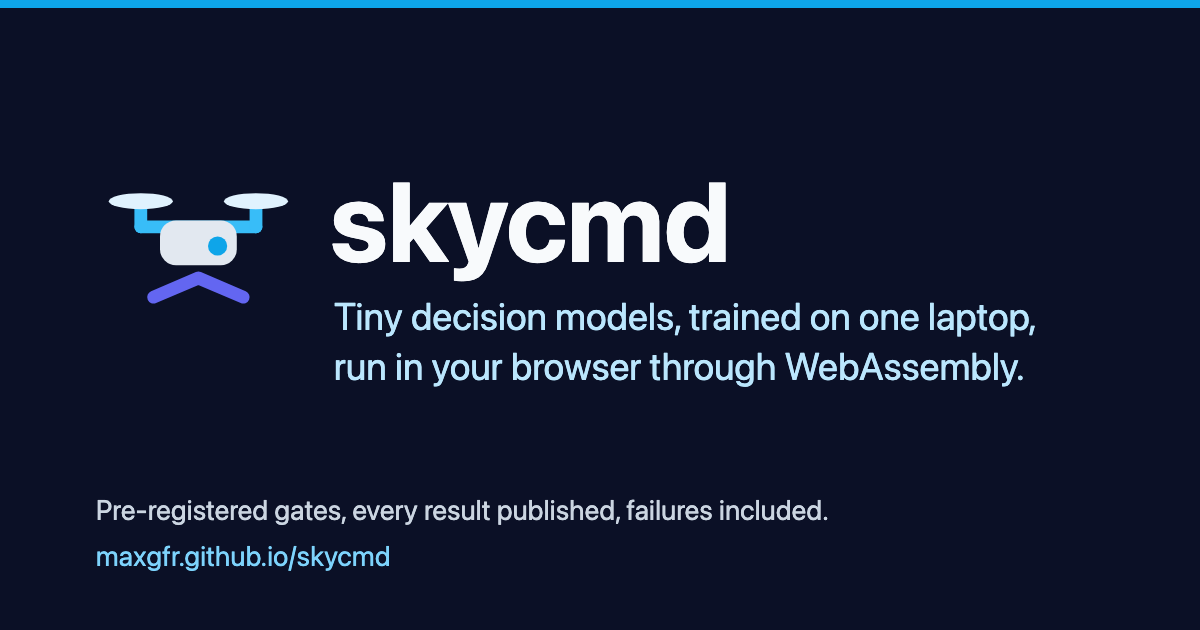 skycmd
Tiny decision models, trained on one laptop,
run in your browser through WebAssembly.
Pre-registered gates, every result published, failures included.
maxgfr.github.io/skycmd